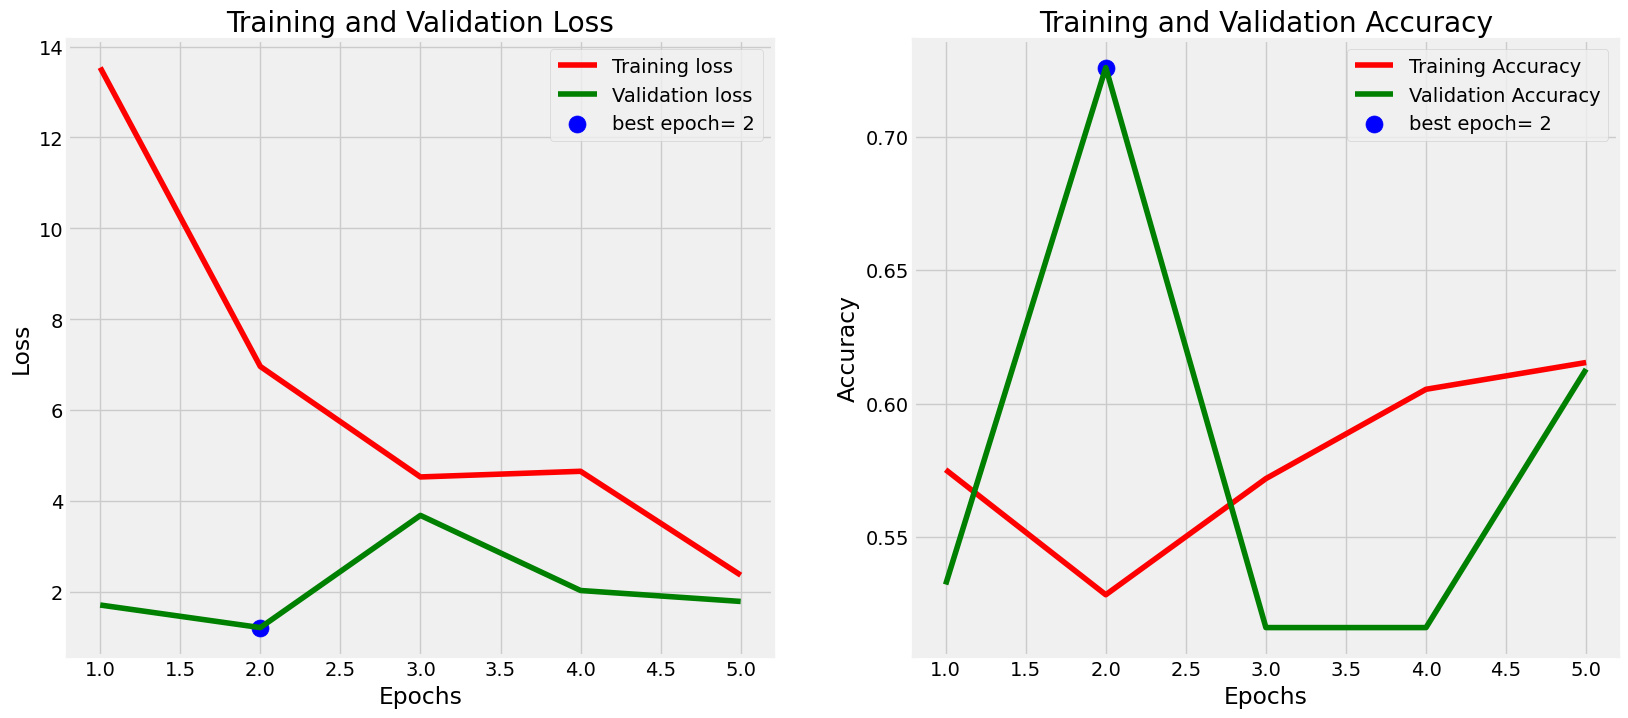 Training and Validation Loss
14
12
10
8
6
4
2
Loss
Training loss
Validation loss
best epoch= 2
1.0 1.5 2.0 2.5 3.0 3.5 4.0 4.5 5.0
Epochs
Training and Validation Accuracy
0.70
0.65
0.60
0.55
Accuracy
Training Accuracy
Validation Accuracy
best epoch= 2
1.0 1.5 2.0 2.5 3.0 3.5 4.0 4.5 5.0
Epochs